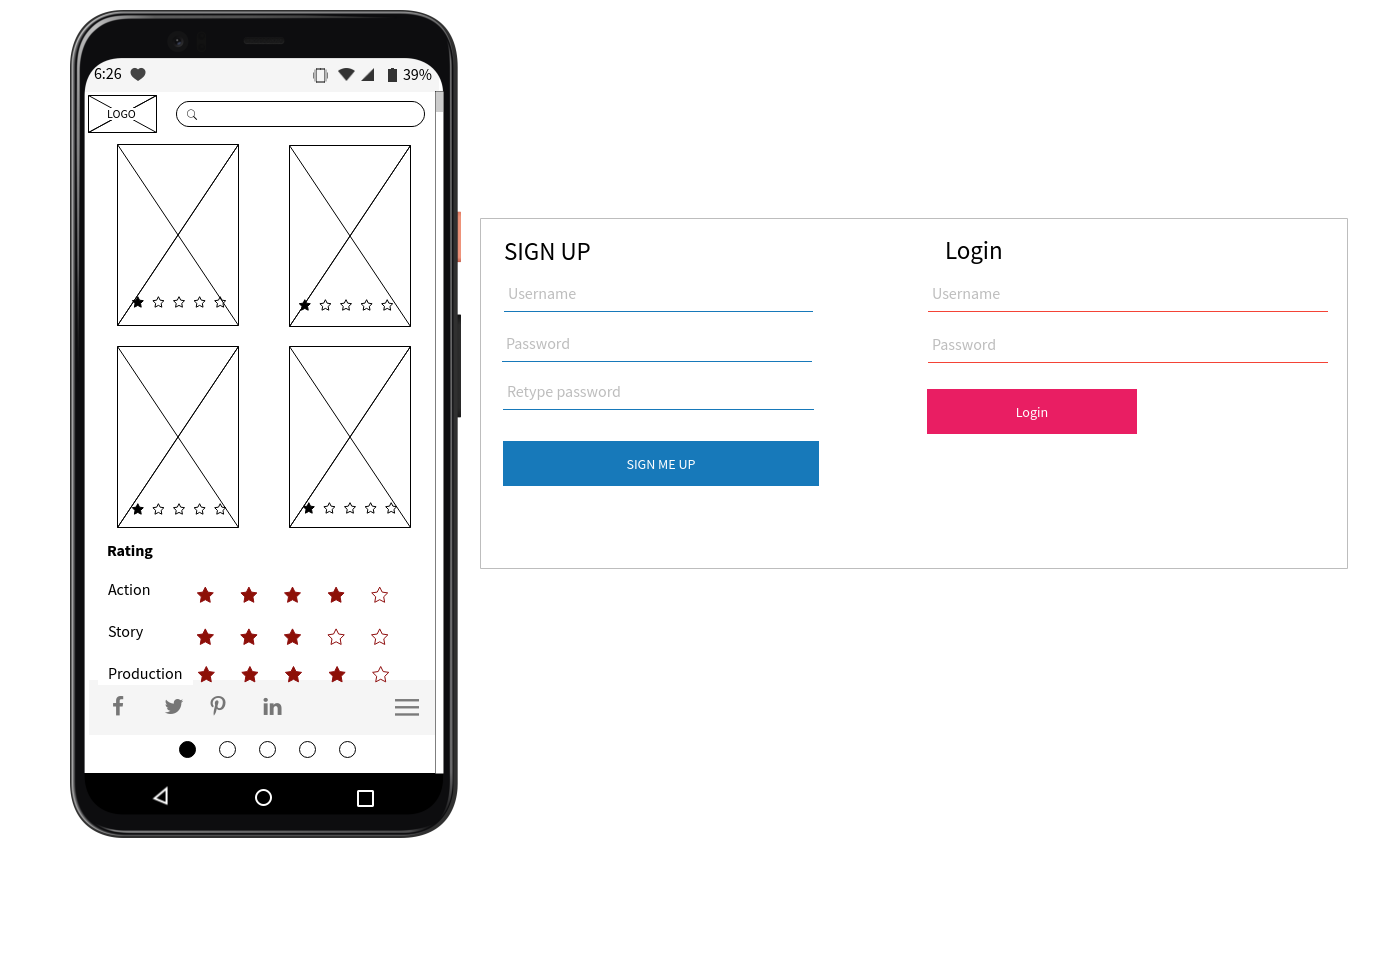 6:26
39%
LOGO
Rating
Action
Story
Production
SIGN UP
Username
Password
Retype password
SIGN ME UP
Login
Username
Password
Login